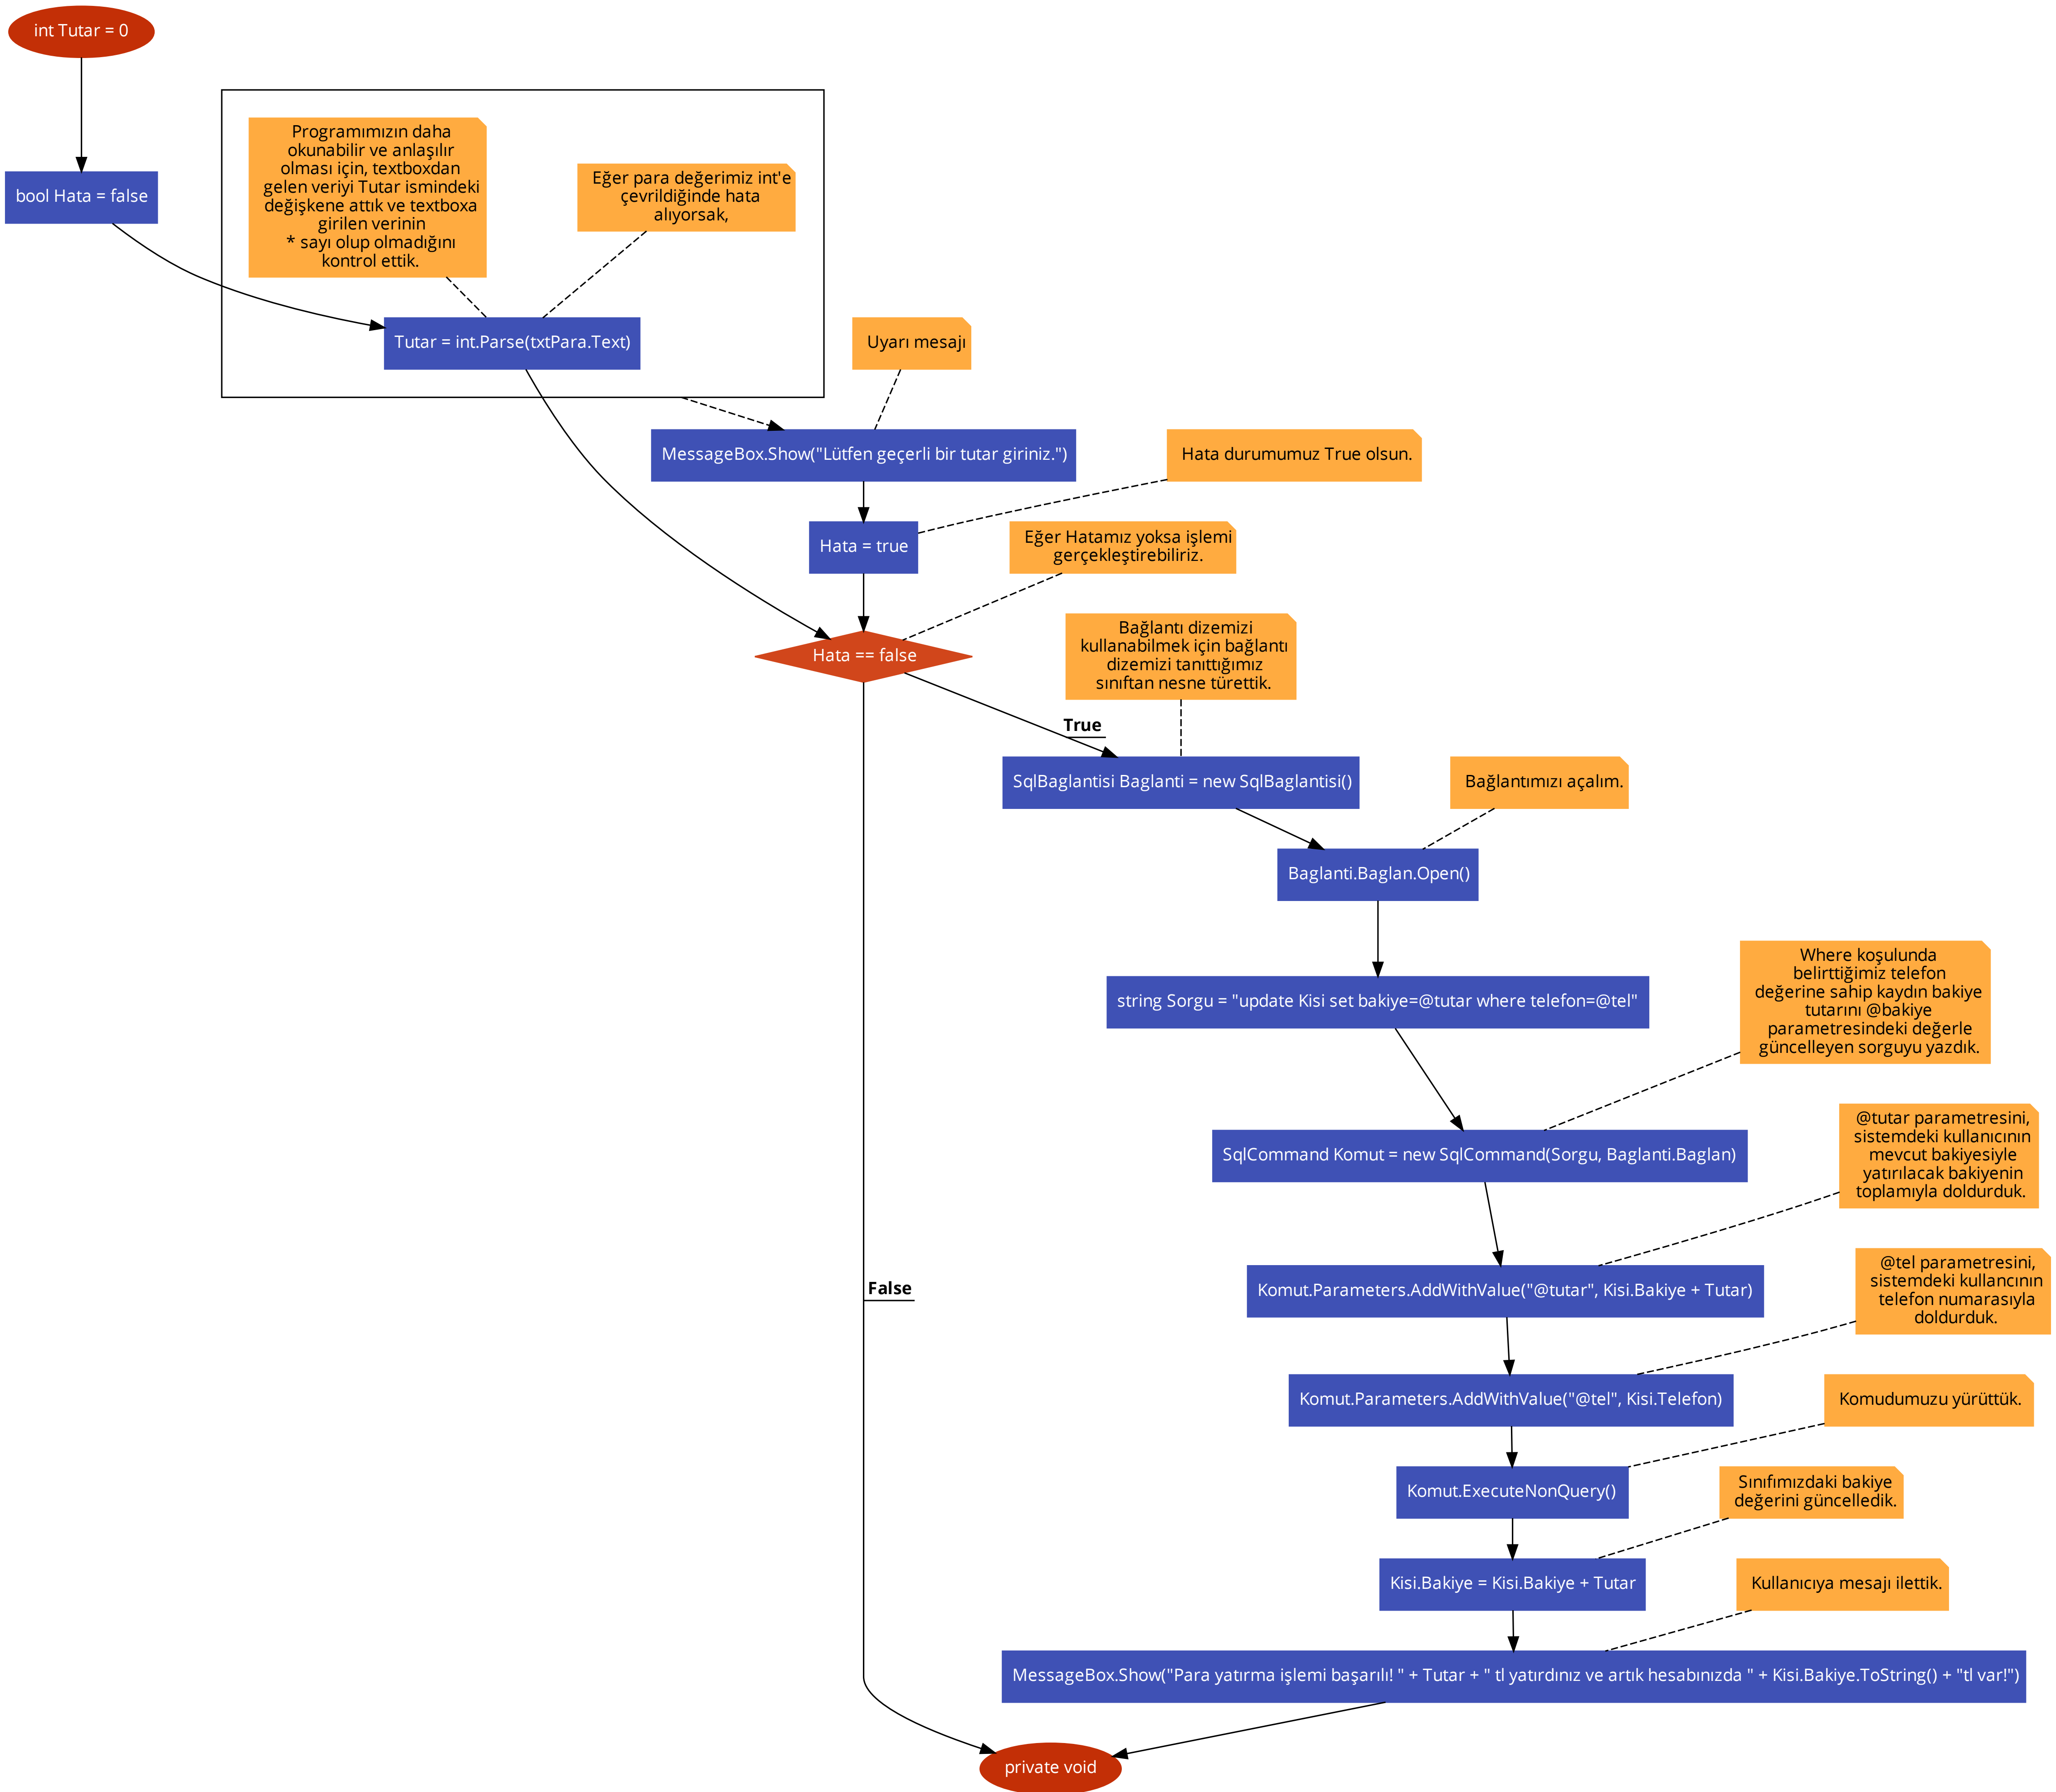 int Tutar = 0
bool Hata = false
Programımızın daha
okunabilir ve anlaşılır
olması için, textboxdan
gelen veriyi Tutar ismindeki
değişkene attık ve textboxa
girilen verinin
* sayı olup olmadığını
kontrol ettik.
Eğer para değerimiz int'e
çevrildiğinde hata
alıyorsak,
Tutar = int.Parse(txtPara.Text)
Uyarı mesajı
MessageBox.Show("Lütfen geçerli bir tutar giriniz.")
Hata durumumuz True olsun.
Hata = true
Eğer Hatamız yoksa işlemi
gerçekleştirebiliriz.
Hata == false
Bağlantı dizemizi
kullanabilmek için bağlantı
dizemizi tanıttığımız
sınıftan nesne türettik.
True
SqlBaglantisi Baglanti = new SqlBaglantisi()
Bağlantımızı açalım.
Baglanti.Baglan.Open()
string Sorgu = "update Kisi set bakiye=@tutar where telefon=@tel"
Where koşulunda
belirttiğimiz telefon
değerine sahip kaydın bakiye
tutarını @bakiye
parametresindeki değerle
güncelleyen sorguyu yazdık.
SqlCommand Komut = new SqlCommand(Sorgu, Baglanti.Baglan)
@tutar parametresini,
sistemdeki kullanıcının
mevcut bakiyesiyle
yatırılacak bakiyenin
toplamıyla doldurduk.
False
Komut.Parameters.AddWithValue("@tutar", Kisi.Bakiye + Tutar)
@tel parametresini,
sistemdeki kullancının
telefon numarasıyla
doldurduk.
Komut.Parameters.AddWithValue("@tel", Kisi.Telefon)
Komudumuzu yürüttük.
Komut.ExecuteNonQuery()
Sınıfımızdaki bakiye
değerini güncelledik.
Kisi.Bakiye = Kisi.Bakiye + Tutar
Kullanıcıya mesajı ilettik.
MessageBox.Show("Para yatırma işlemi başarılı! " + Tutar + " tl yatırdınız ve artık hesabınızda " + Kisi.Bakiye.ToString() + "tl var!")
private void